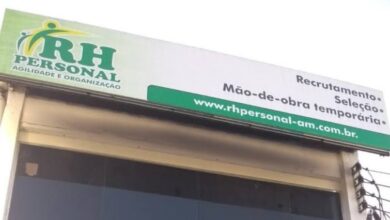 RH
PERSONAL
AGILIDADE E ORGANIZAÇÃO
Recrutamento•
Seleção•
Mão-de-obra temporária•
www.rhpersonal-am.com.br.